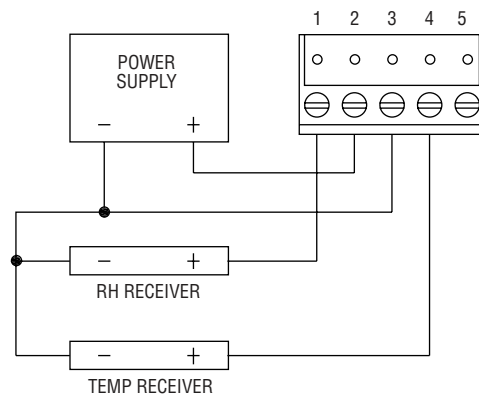 1 2 3 4 5
POWER
SUPPLY
− +
− +
RH RECEIVER
− +
TEMP RECEIVER